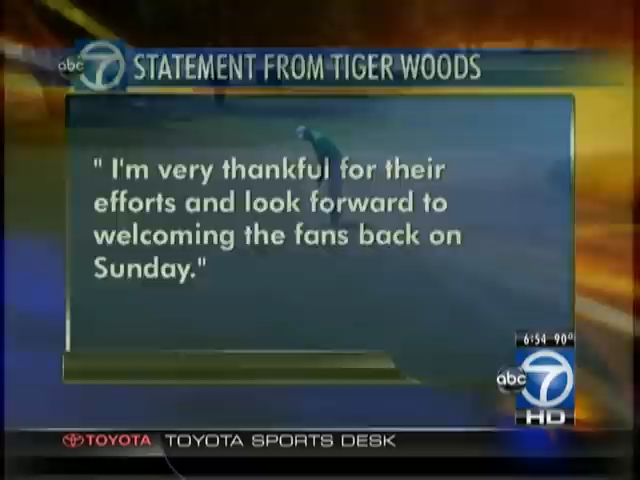 abc 7 STATEMENT FROM TIGER WOODS
" I'm very thankful for their
efforts and look forward to
welcoming the fans back on
Sunday."
6:54 90°
abc 7
HD
TOYOTA TOYOTA SPORTS DESK